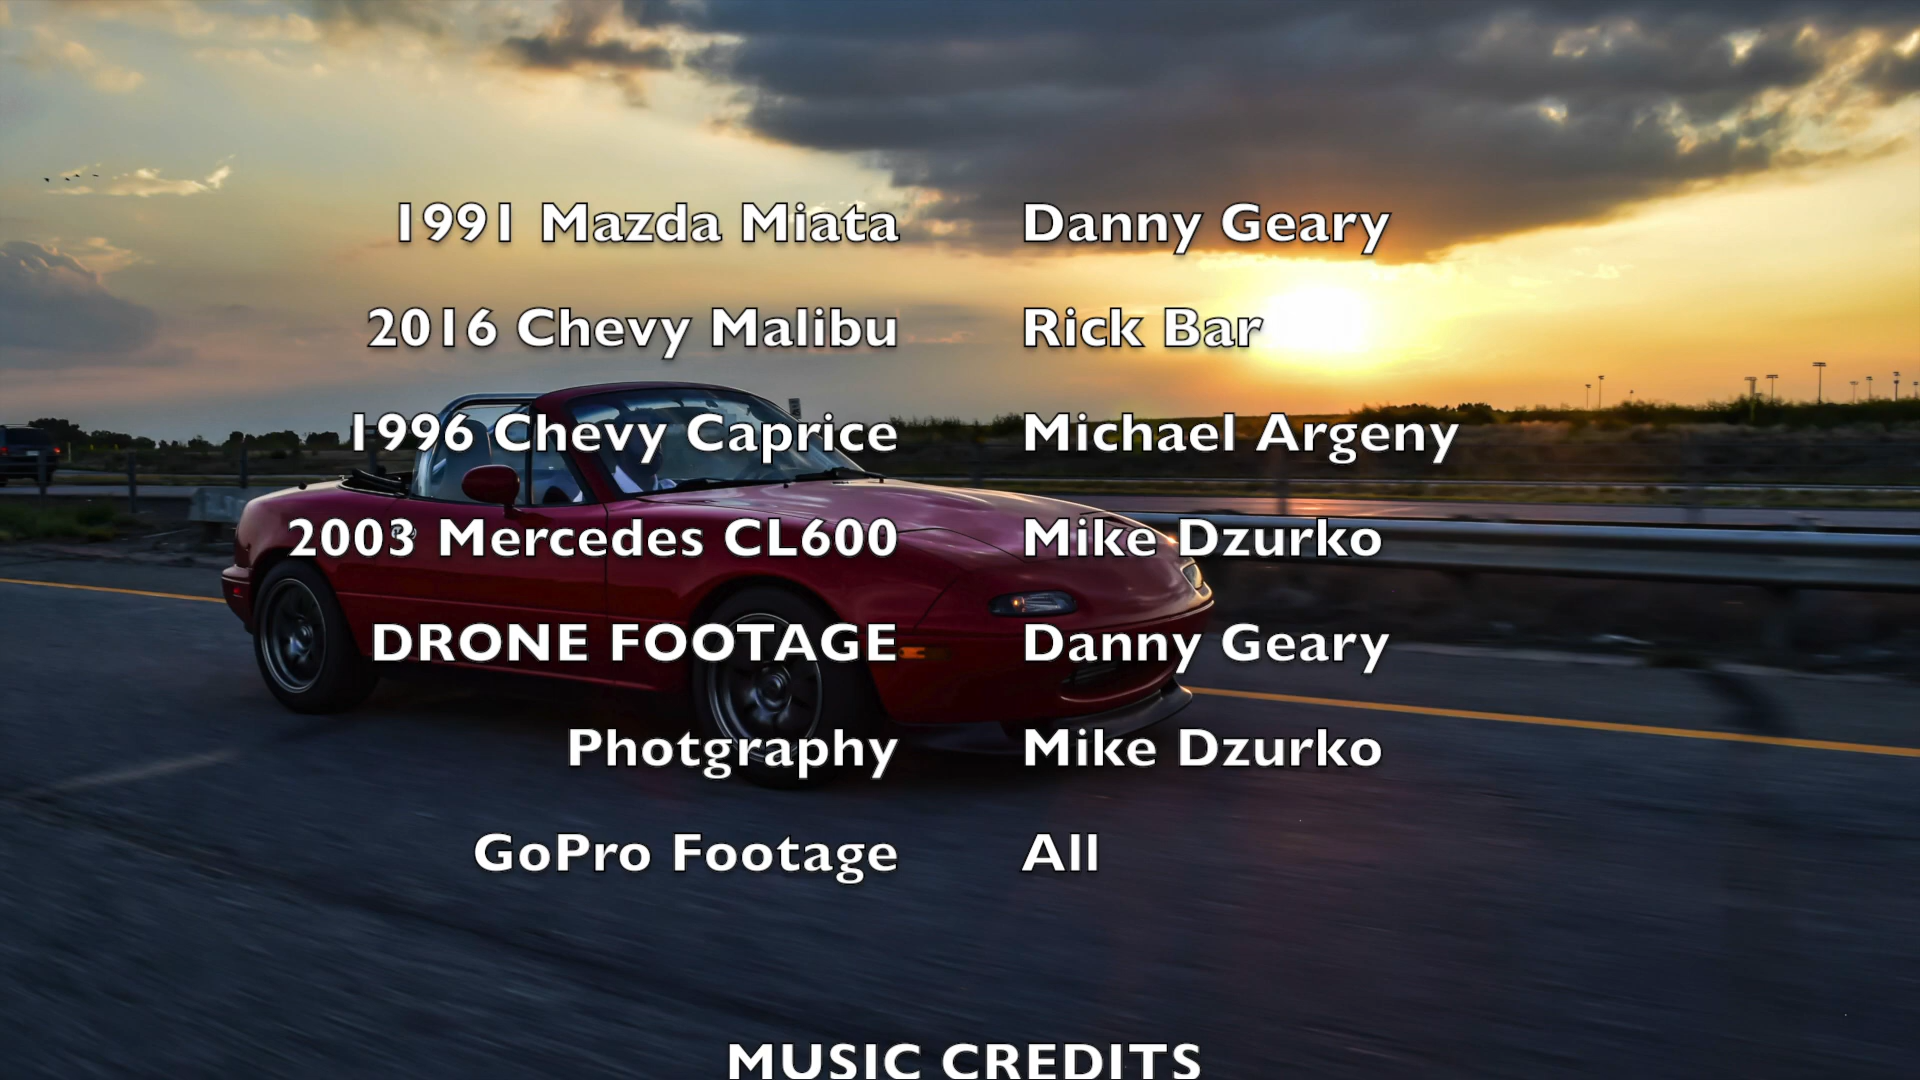 1991 Mazda Miata Danny Geary
2016 Chevy Malibu Rick Bar
1996 Chevy Caprice Michael Argeny
2003 Mercedes CL600 Mike Dzurko
DRONE FOOTAGE Danny Geary
Photgraphy Mike Dzurko
GoPro Footage All
MUSIC CREDITS